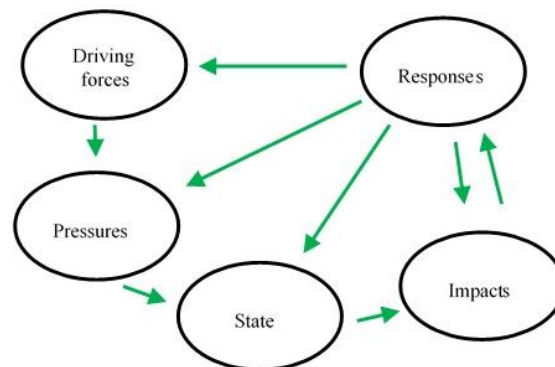 Driving
forces
Responses
Pressures
State
Impacts